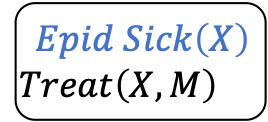 Epid Sick(X)
Treat(X, M)